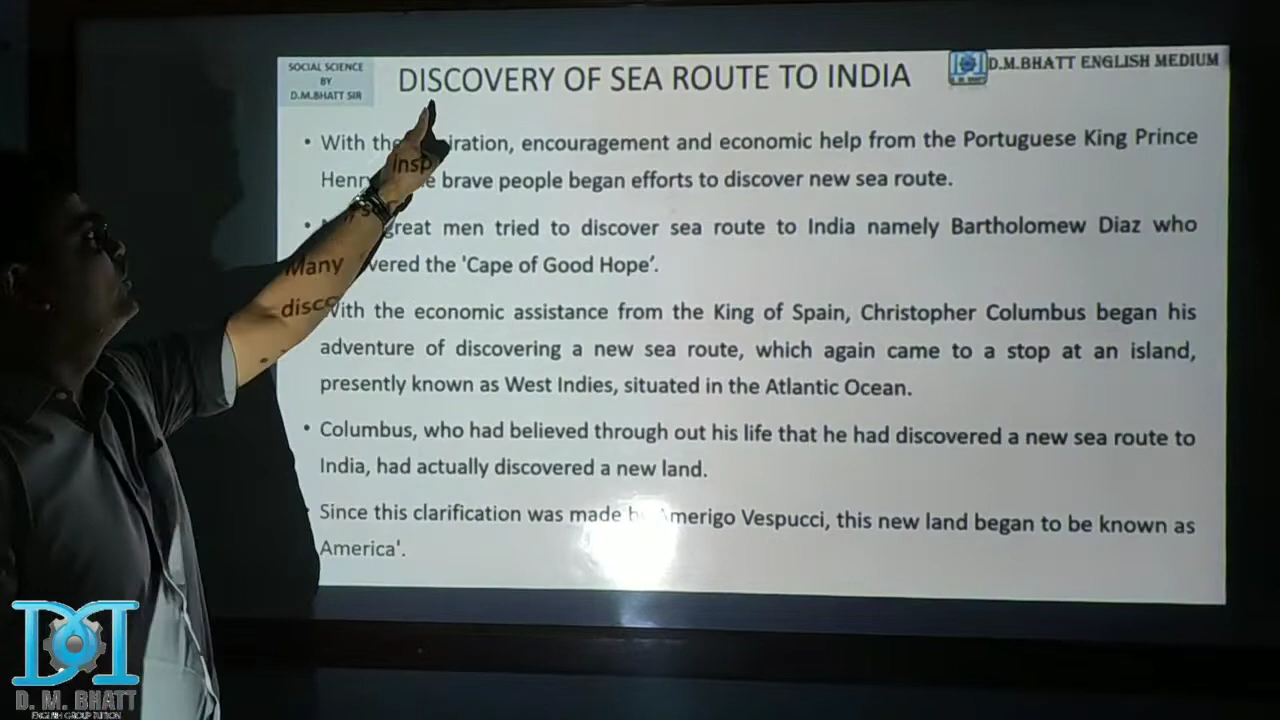 SOCIAL SCIENCE
BY
D.M.BHATT SIR
DISCOVERY OF SEA ROUTE TO INDIA
D.M.BHATT ENGLISH MEDIUM
• With the inspiration, encouragement and economic help from the Portuguese King Prince
Henry brave people began efforts to discover new sea route.
• Many great men tried to discover sea route to India namely Bartholomew Diaz who
discovered the 'Cape of Good Hope'.
• With the economic assistance from the King of Spain, Christopher Columbus began his
adventure of discovering a new sea route, which again came to a stop at an island,
presently known as West Indies, situated in the Atlantic Ocean.
• Columbus, who had believed through out his life that he had discovered a new sea route to
India, had actually discovered a new land.
• Since this clarification was made by Amerigo Vespucci, this new land began to be known as
America'.
D. M. BHATT
ENGLISH GROUP TUITION